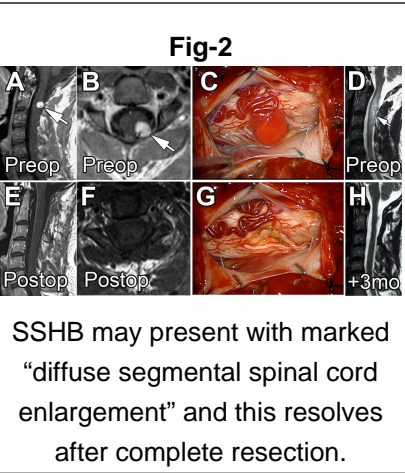 Fig-2
A B C D
Preop Preop Preop
E F G H
Postop Postop +3mo
SSHB may present with marked
“diffuse segmental spinal cord
enlargement” and this resolves
after complete resection.